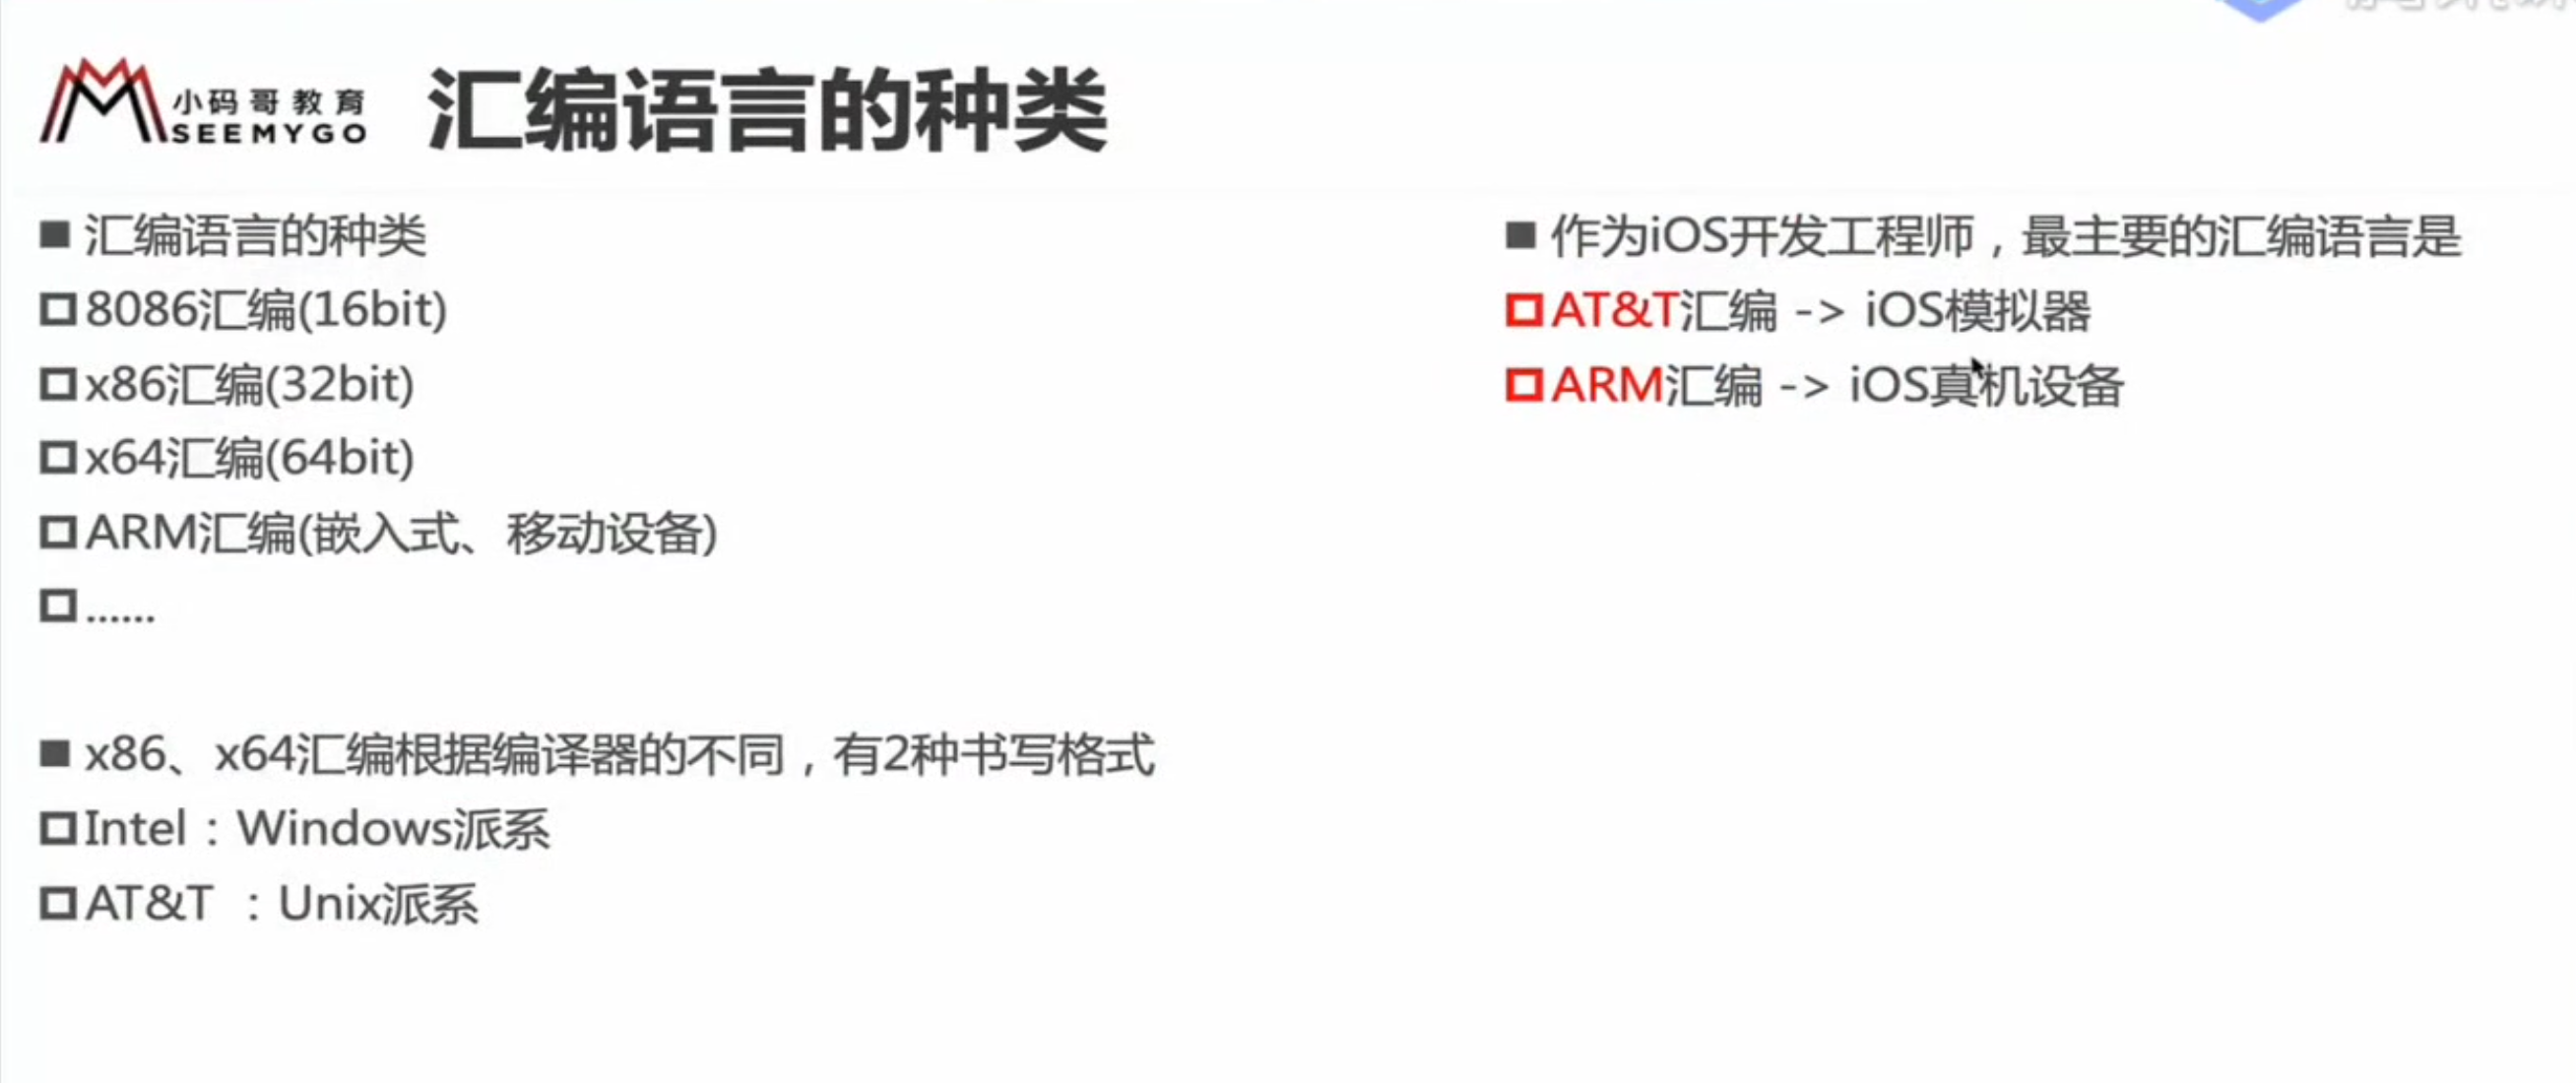 小码哥教育
SEEMYGO
汇编语言的种类
■ 汇编语言的种类
8086汇编(16bit)
x86汇编(32bit)
x64汇编(64bit)
ARM汇编(嵌入式、移动设备)
......
■ x86、x64汇编根据编译器的不同，有2种书写格式
Intel：Windows派系
AT&T ：Unix派系
■ 作为iOS开发工程师，最主要的汇编语言是
AT&T汇编 -> iOS模拟器
ARM汇编 -> iOS真机设备